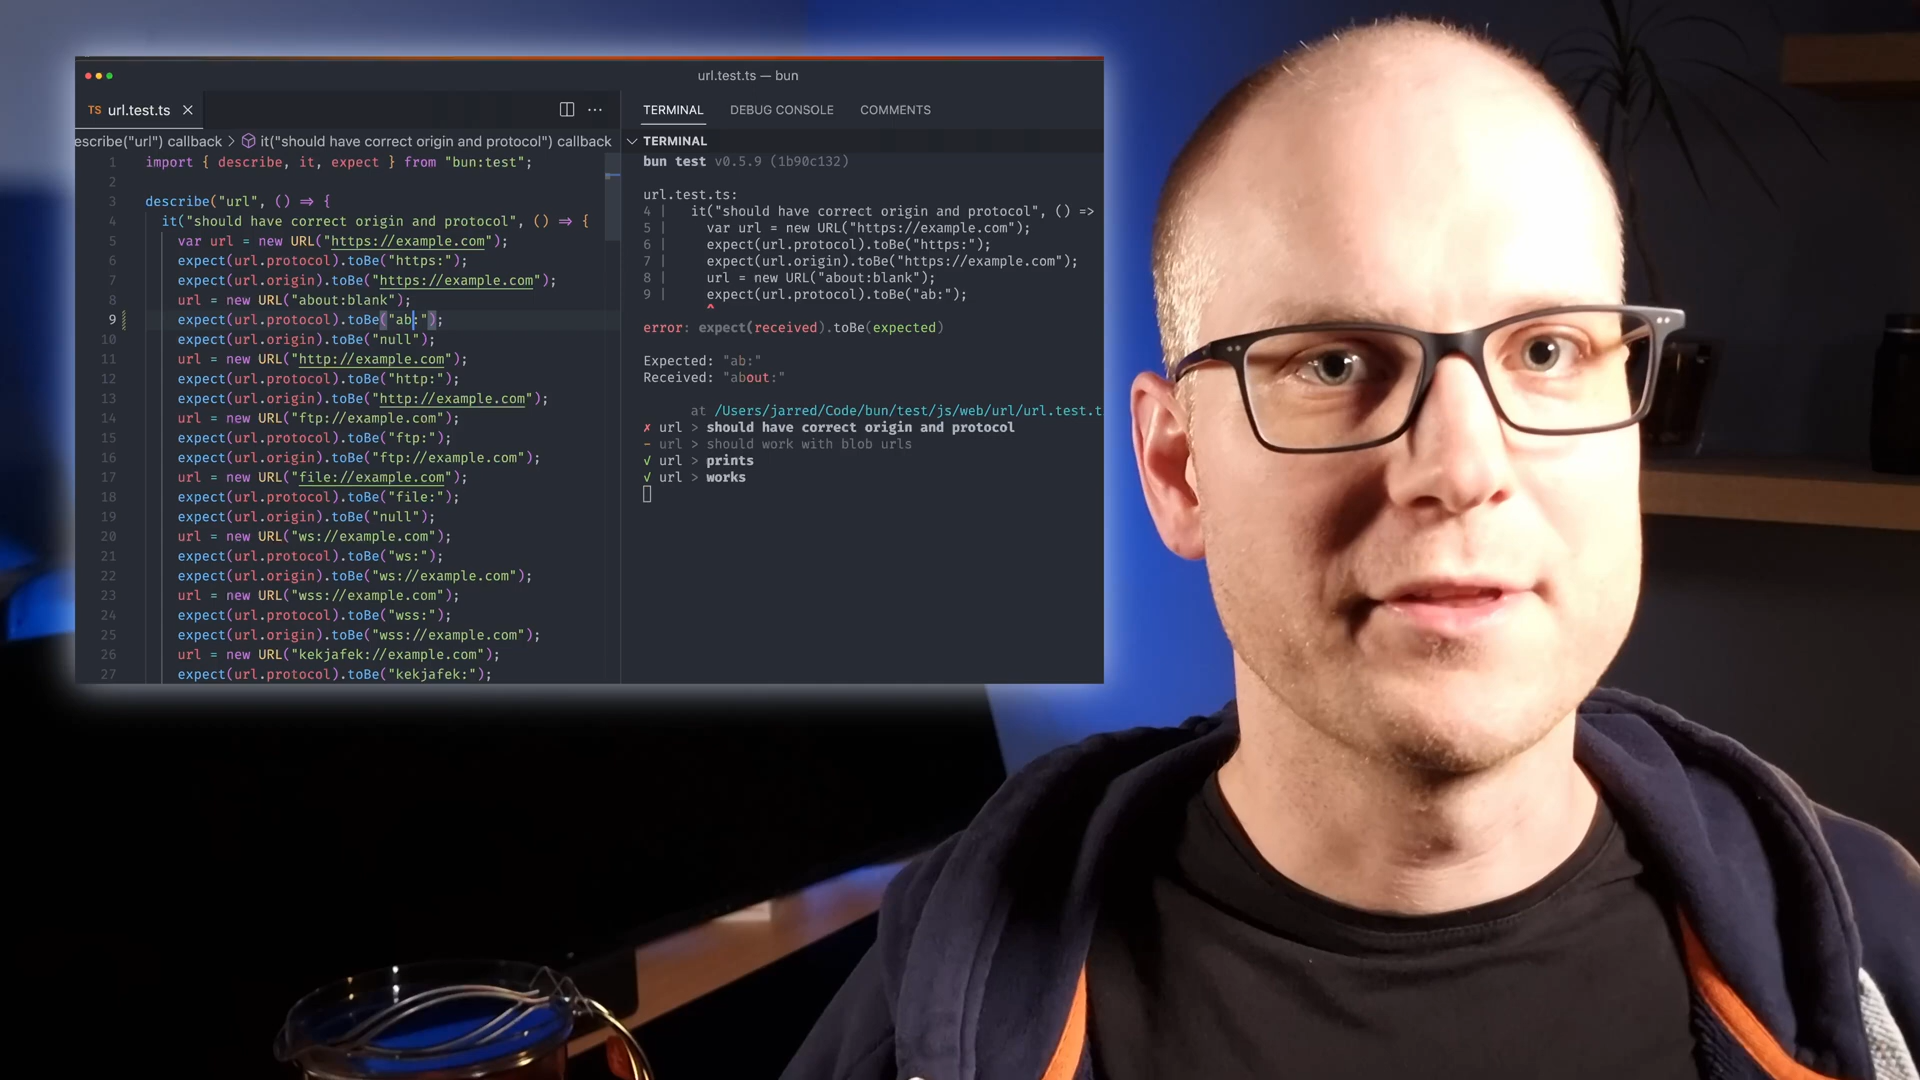 url.test.ts — bun
TS url.test.ts
TERMINAL DEBUG CONSOLE COMMENTS
escribe("url") callback > it("should have correct origin and protocol") callback
1 import { describe, it, expect } from "bun:test";
2
3 describe("url", () => {
4 it("should have correct origin and protocol", () => {
5 var url = new URL("https://example.com");
6 expect(url.protocol).toBe("https:");
7 expect(url.origin).toBe("https://example.com");
8 url = new URL("about:blank");
9 expect(url.protocol).toBe("ab:");
10 expect(url.origin).toBe("null");
11 url = new URL("http://example.com");
12 expect(url.protocol).toBe("http:");
13 expect(url.origin).toBe("http://example.com");
14 url = new URL("ftp://example.com");
15 expect(url.protocol).toBe("ftp:");
16 expect(url.origin).toBe("ftp://example.com");
17 url = new URL("file://example.com");
18 expect(url.protocol).toBe("file:");
19 expect(url.origin).toBe("null");
20 url = new URL("ws://example.com");
21 expect(url.protocol).toBe("ws:");
22 expect(url.origin).toBe("ws://example.com");
23 url = new URL("wss://example.com");
24 expect(url.protocol).toBe("wss:");
25 expect(url.origin).toBe("wss://example.com");
26 url = new URL("kekjafek://example.com");
27 expect(url.protocol).toBe("kekjafek:");
TERMINAL
bun test v0.5.9 (1b90c132)
url.test.ts:
4 | it("should have correct origin and protocol", () =>
5 | var url = new URL("https://example.com");
6 | expect(url.protocol).toBe("https:");
7 | expect(url.origin).toBe("https://example.com");
8 | url = new URL("about:blank");
9 | expect(url.protocol).toBe("ab:");
^
error: expect(received).toBe(expected)
Expected: "ab:"
Received: "about:"
at /Users/jarred/Code/bun/test/js/web/url/url.test.t
✗ url > should have correct origin and protocol
– url > should work with blob urls
√ url > prints
√ url > works